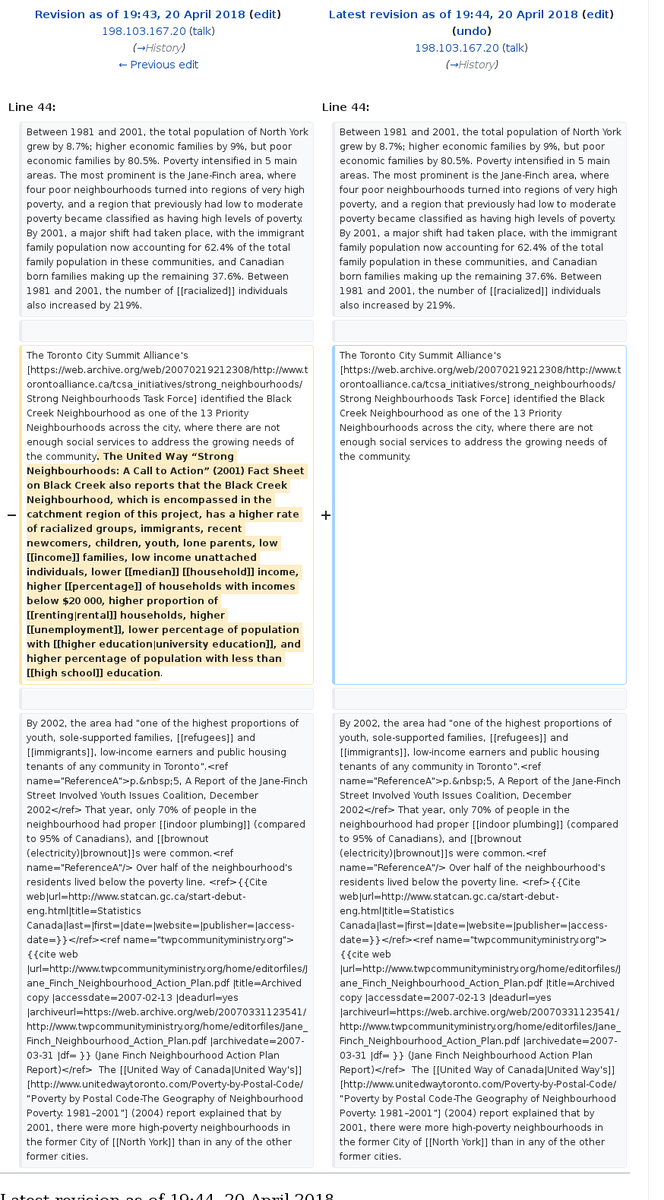 Revision as of 19:43, 20 April 2018 (edit)
198.103.167.20 (talk)
(→History)
← Previous edit
Latest revision as of 19:44, 20 April 2018 (edit)
(undo)
198.103.167.20 (talk)
(→History)
Line 44:
Line 44:
Between 1981 and 2001, the total population of North York
grew by 8.7%; higher economic families by 9%, but poor
economic families by 80.5%. Poverty intensified in 5 main
areas. The most prominent is the Jane-Finch area, where
four poor neighbourhoods turned into regions of very high
poverty, and a region that previously had low to moderate
poverty became classified as having high levels of poverty.
By 2001, a major shift had taken place, with the immigrant
family population now accounting for 62.4% of the total
family population in these communities, and Canadian
born families making up the remaining 37.6%. Between
1981 and 2001, the number of [[racialized]] individuals
also increased by 219%.
Between 1981 and 2001, the total population of North York
grew by 8.7%; higher economic families by 9%, but poor
economic families by 80.5%. Poverty intensified in 5 main
areas. The most prominent is the Jane-Finch area, where
four poor neighbourhoods turned into regions of very high
poverty, and a region that previously had low to moderate
poverty became classified as having high levels of poverty.
By 2001, a major shift had taken place, with the immigrant
family population now accounting for 62.4% of the total
family population in these communities, and Canadian
born families making up the remaining 37.6%. Between
1981 and 2001, the number of [[racialized]] individuals
also increased by 219%.
−
The Toronto City Summit Alliance's
[https://web.archive.org/web/20070219212308/http://www.t
orontoalliance.ca/tcsa_initiatives/strong_neighbourhoods/
Strong Neighbourhoods Task Force] identified the Black
Creek Neighbourhood as one of the 13 Priority
Neighbourhoods across the city, where there are not
enough social services to address the growing needs of
the community. The United Way “Strong
Neighbourhoods: A Call to Action” (2001) Fact Sheet
on Black Creek also reports that the Black Creek
Neighbourhood, which is encompassed in the
catchment region of this project, has a higher rate
of racialized groups, immigrants, recent
newcomers, children, youth, lone parents, low
[[income]] families, low income unattached
individuals, lower [[median]] [[household]] income,
higher [[percentage]] of households with incomes
below $20 000, higher proportion of
[[renting|rental]] households, higher
[[unemployment]], lower percentage of population
with [[higher education|university education]], and
higher percentage of population with less than
[[high school]] education.
+
The Toronto City Summit Alliance's
[https://web.archive.org/web/20070219212308/http://www.t
orontoalliance.ca/tcsa_initiatives/strong_neighbourhoods/
Strong Neighbourhoods Task Force] identified the Black
Creek Neighbourhood as one of the 13 Priority
Neighbourhoods across the city, where there are not
enough social services to address the growing needs of
the community.
By 2002, the area had "one of the highest proportions of
youth, sole-supported families, [[refugees]] and
[[immigrants]], low-income earners and public housing
tenants of any community in Toronto".<ref
name="ReferenceA">p.&nbsp;5, A Report of the Jane-Finch
Street Involved Youth Issues Coalition, December
2002</ref> That year, only 70% of people in the
neighbourhood had proper [[indoor plumbing]] (compared
to 95% of Canadians), and [[brownout
(electricity)|brownout]]s were common.<ref
name="ReferenceA"/> Over half of the neighbourhood's
residents lived below the poverty line. <ref>{{Cite
web|url=http://www.statcan.gc.ca/start-debut-
eng.html|title=Statistics
Canada|last=|first=|date=|website=|publisher=|access-
date=}}</ref><ref name="twpcommunityministry.org">
{{cite web
|url=http://www.twpcommunityministry.org/home/editorfiles/J
ane_Finch_Neighbourhood_Action_Plan.pdf |title=Archived
copy |accessdate=2007-02-13 |deadurl=yes
|archiveurl=https://web.archive.org/web/20070331123541/
http://www.twpcommunityministry.org/home/editorfiles/Jane_
Finch_Neighbourhood_Action_Plan.pdf |archivedate=2007-
03-31 |df= }} (Jane Finch Neighbourhood Action Plan
Report)</ref> The [[United Way of Canada|United Way's]]
[http://www.unitedwaytoronto.com/Poverty-by-Postal-Code/
"Poverty by Postal Code-The Geography of Neighbourhood
Poverty: 1981–2001"] (2004) report explained that by
2001, there were more high-poverty neighbourhoods in
the former City of [[North York]] than in any of the other
former cities.
By 2002, the area had "one of the highest proportions of
youth, sole-supported families, [[refugees]] and
[[immigrants]], low-income earners and public housing
tenants of any community in Toronto".<ref
name="ReferenceA">p.&nbsp;5, A Report of the Jane-Finch
Street Involved Youth Issues Coalition, December
2002</ref> That year, only 70% of people in the
neighbourhood had proper [[indoor plumbing]] (compared
to 95% of Canadians), and [[brownout
(electricity)|brownout]]s were common.<ref
name="ReferenceA"/> Over half of the neighbourhood's
residents lived below the poverty line. <ref>{{Cite
web|url=http://www.statcan.gc.ca/start-debut-
eng.html|title=Statistics
Canada|last=|first=|date=|website=|publisher=|access-
date=}}</ref><ref name="twpcommunityministry.org">
{{cite web
|url=http://www.twpcommunityministry.org/home/editorfiles/J
ane_Finch_Neighbourhood_Action_Plan.pdf |title=Archived
copy |accessdate=2007-02-13 |deadurl=yes
|archiveurl=https://web.archive.org/web/20070331123541/
http://www.twpcommunityministry.org/home/editorfiles/Jane_
Finch_Neighbourhood_Action_Plan.pdf |archivedate=2007-
03-31 |df= }} (Jane Finch Neighbourhood Action Plan
Report)</ref> The [[United Way of Canada|United Way's]]
[http://www.unitedwaytoronto.com/Poverty-by-Postal-Code/
"Poverty by Postal Code-The Geography of Neighbourhood
Poverty: 1981–2001"] (2004) report explained that by
2001, there were more high-poverty neighbourhoods in
the former City of [[North York]] than in any of the other
former cities.
Latest revision as of 19:44, 20 April 2018